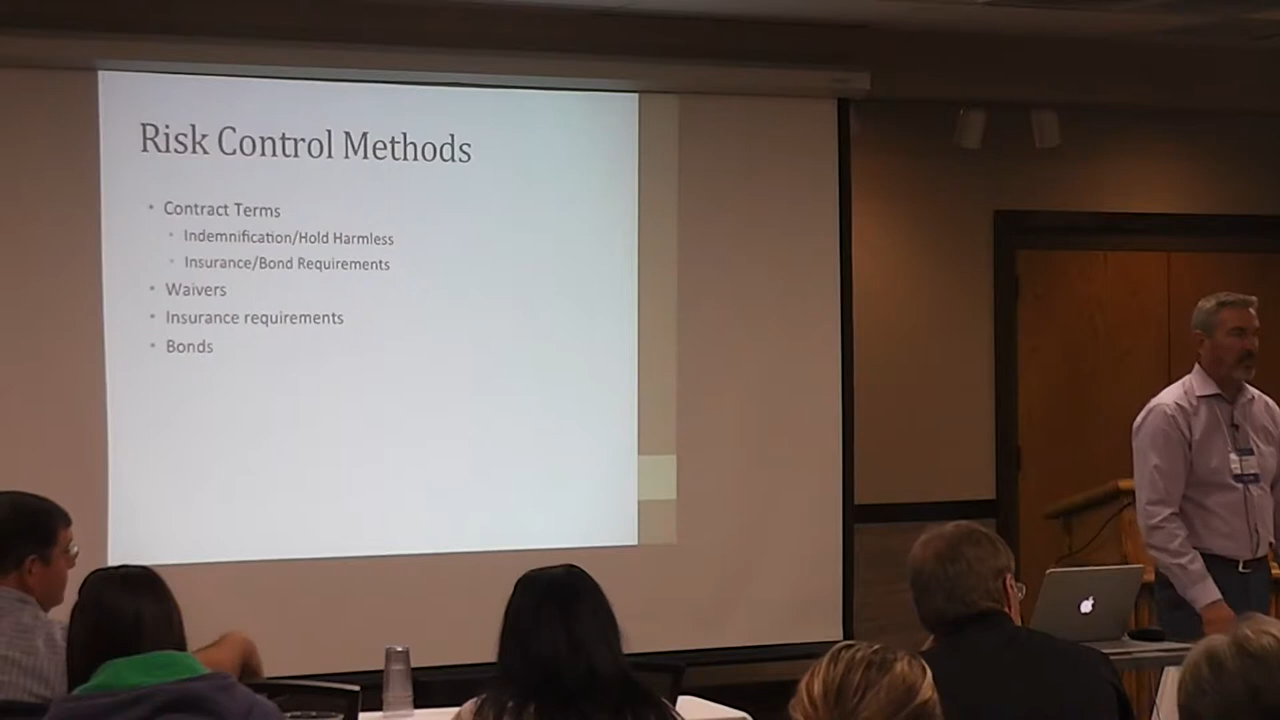 Risk Control Methods
• Contract Terms
• Indemnification/Hold Harmless
• Insurance/Bond Requirements
• Waivers
• Insurance requirements
• Bonds